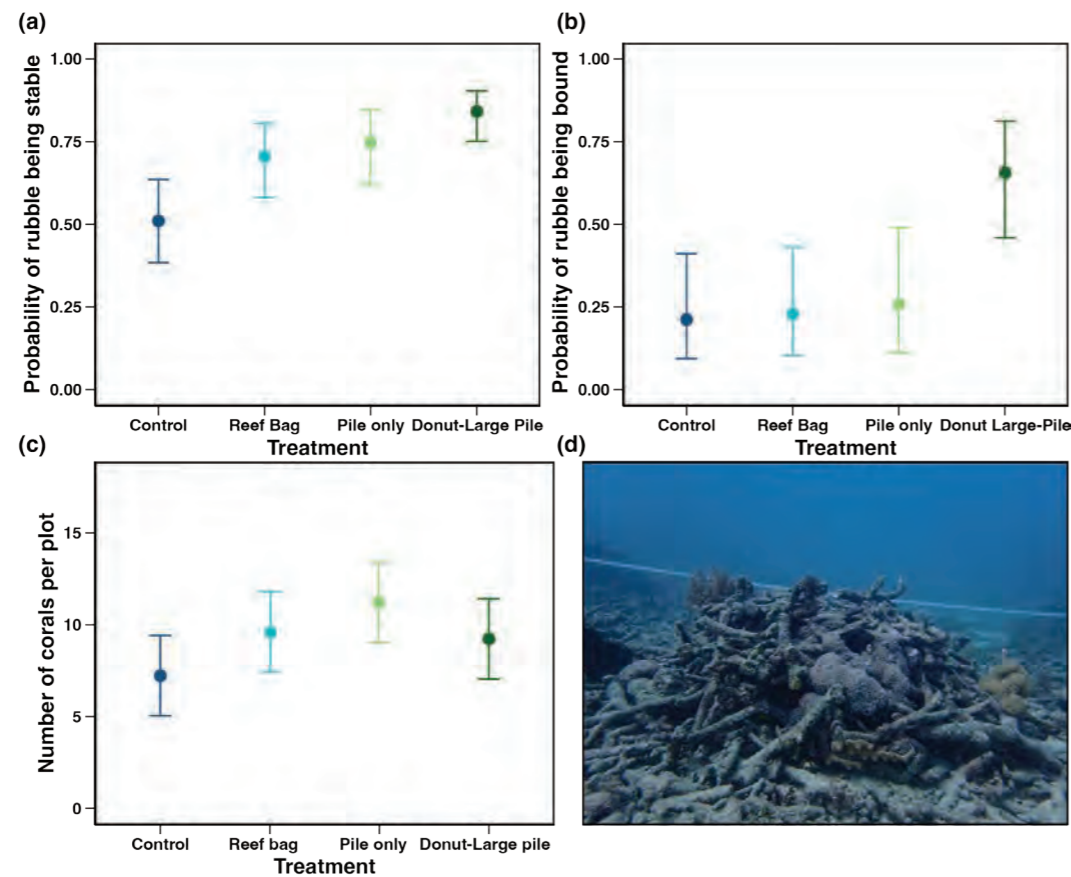 (a)
Probability of rubble being stable
1.00
0.75
0.50
0.25
0.00
Control Reef Bag Pile only Donut-Large Pile
Treatment
(b)
Probability of rubble being bound
1.00
0.75
0.50
0.25
0.00
Control Reef Bag Pile only Donut Large-Pile
Treatment
(c)
Number of corals per plot
15
10
5
0
Control Reef bag Pile only Donut-Large pile
Treatment
(d)